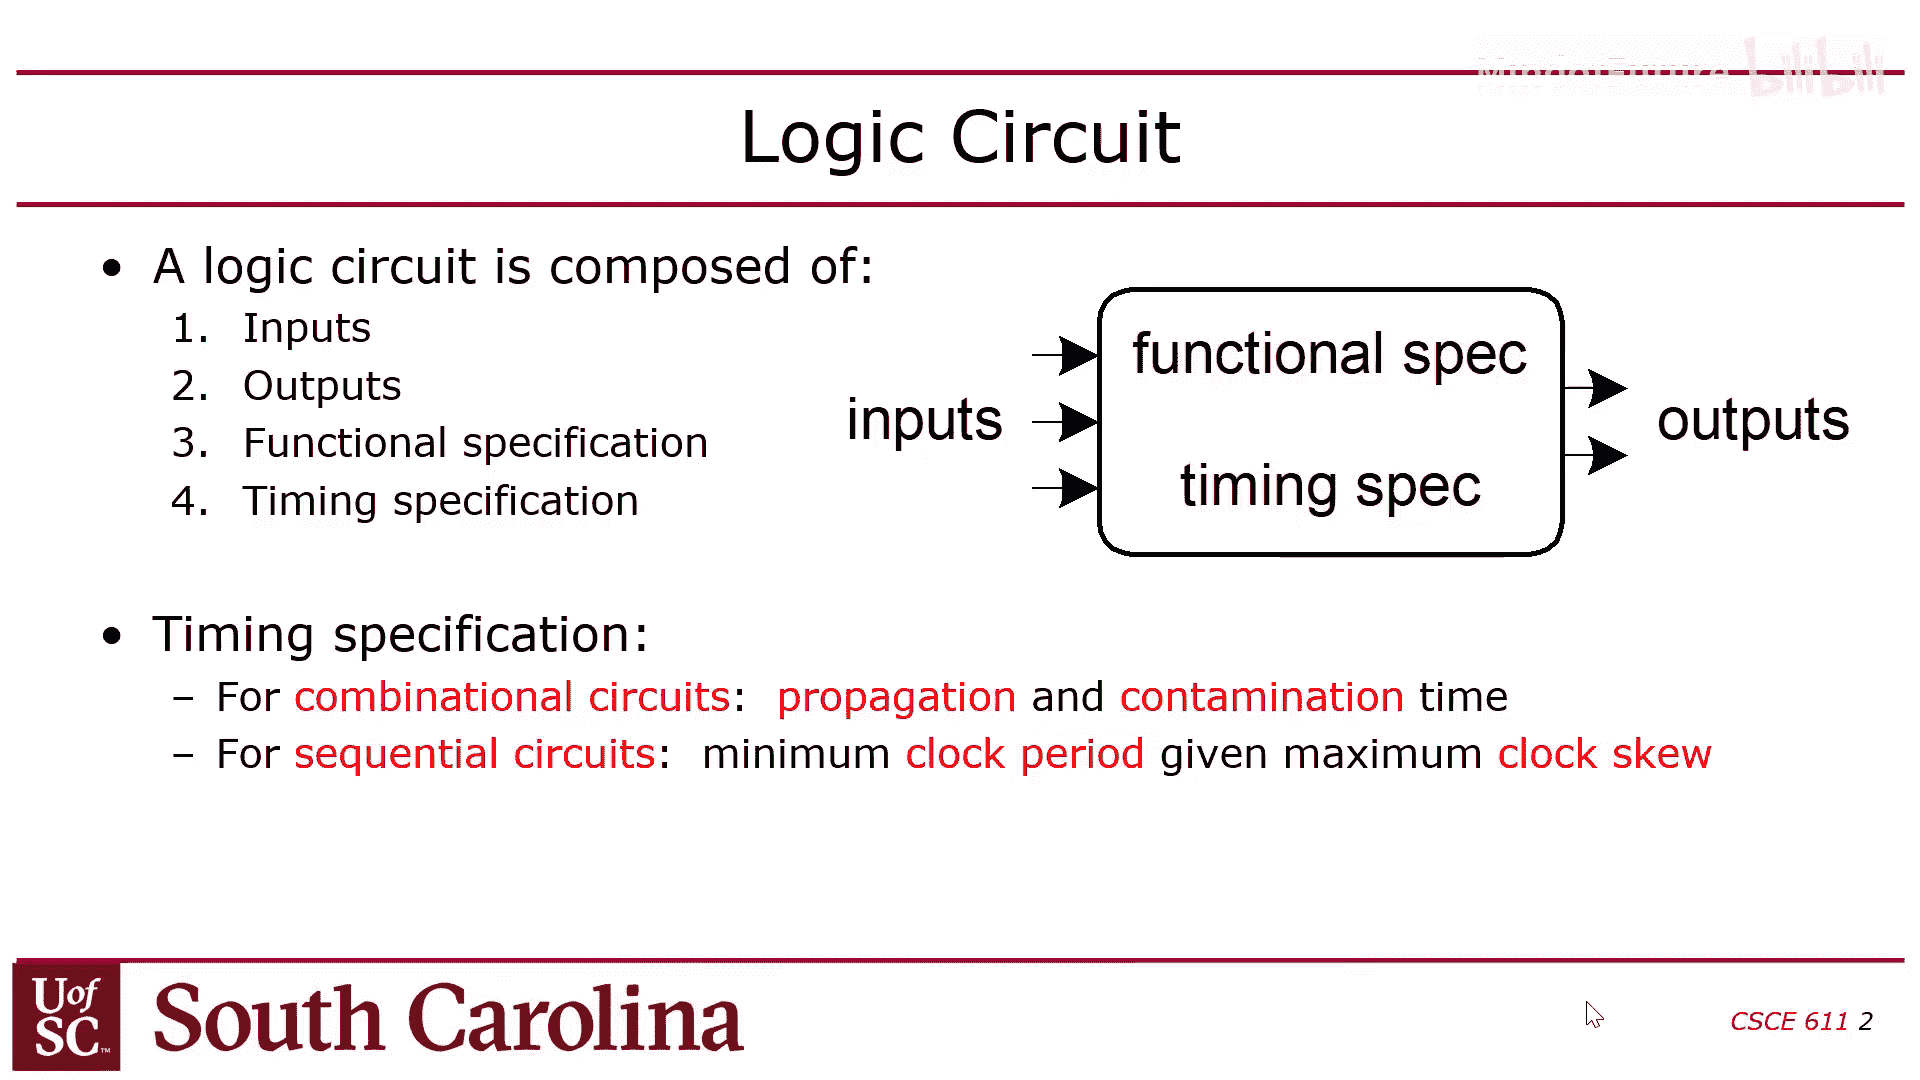 Logic Circuit
• A logic circuit is composed of:
1. Inputs
2. Outputs
3. Functional specification
4. Timing specification
inputs
functional spec
timing spec
outputs
• Timing specification:
– For combinational circuits: propagation and contamination time
– For sequential circuits: minimum clock period given maximum clock skew
UofSC™
South Carolina
CSCE 611 2